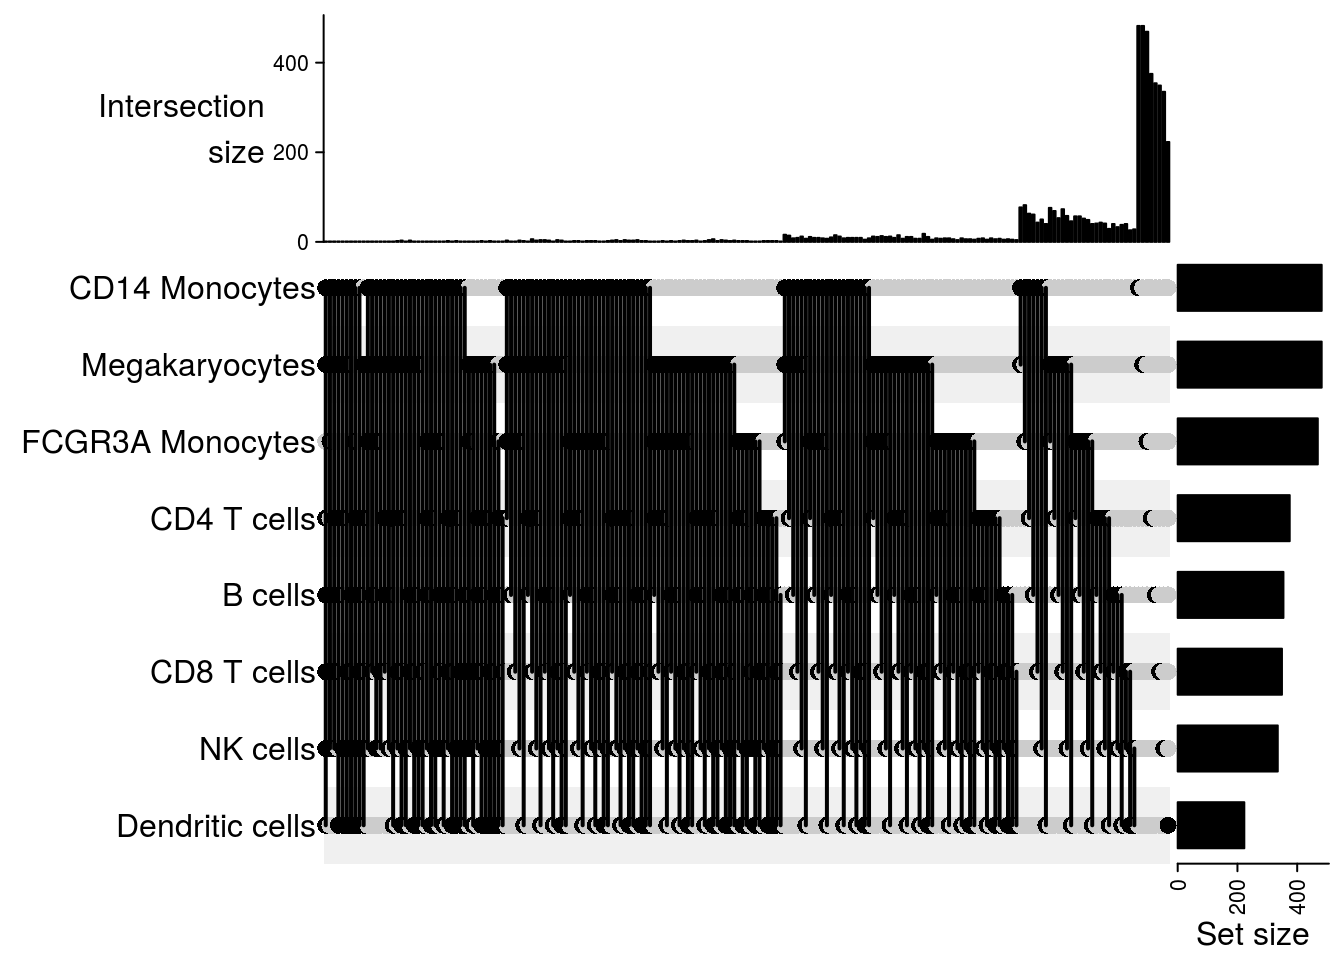 Intersection
size
400
200
0
CD14 Monocytes
Megakaryocytes
FCGR3A Monocytes
CD4 T cells
B cells
CD8 T cells
NK cells
Dendritic cells
0
200
400
Set size